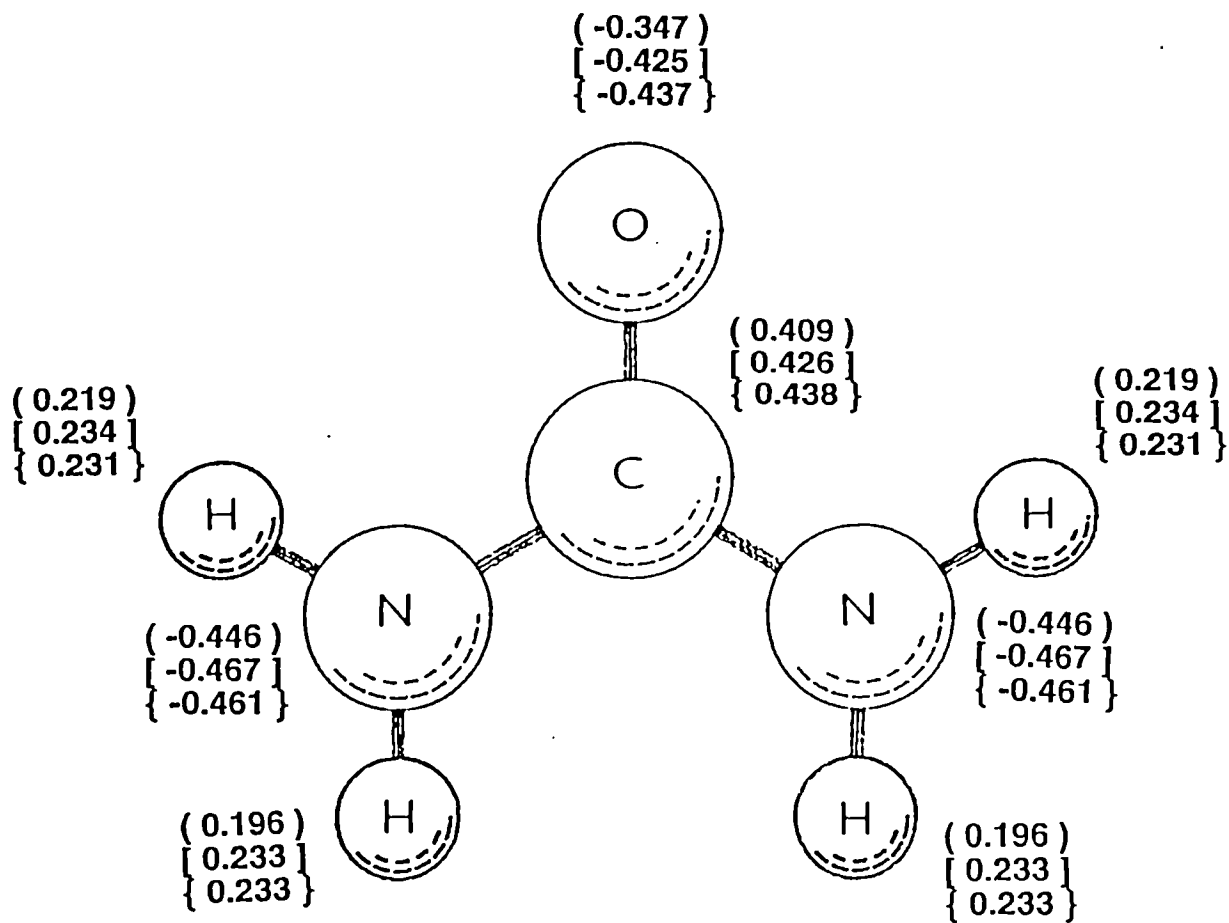 ( -0.347 )
[ -0.425 ]
{ -0.437 }
O
( 0.409 )
[ 0.426 ]
{ 0.438 }
( 0.219 )
[ 0.234 ]
{ 0.231 }
( 0.219 )
[ 0.234 ]
{ 0.231 }
H
C
H
N
N
( -0.446 )
[ -0.467 ]
{ -0.461 }
( -0.446 )
[ -0.467 ]
{ -0.461 }
H
H
( 0.196 )
[ 0.233 ]
{ 0.233 }
( 0.196 )
[ 0.233 ]
{ 0.233 }